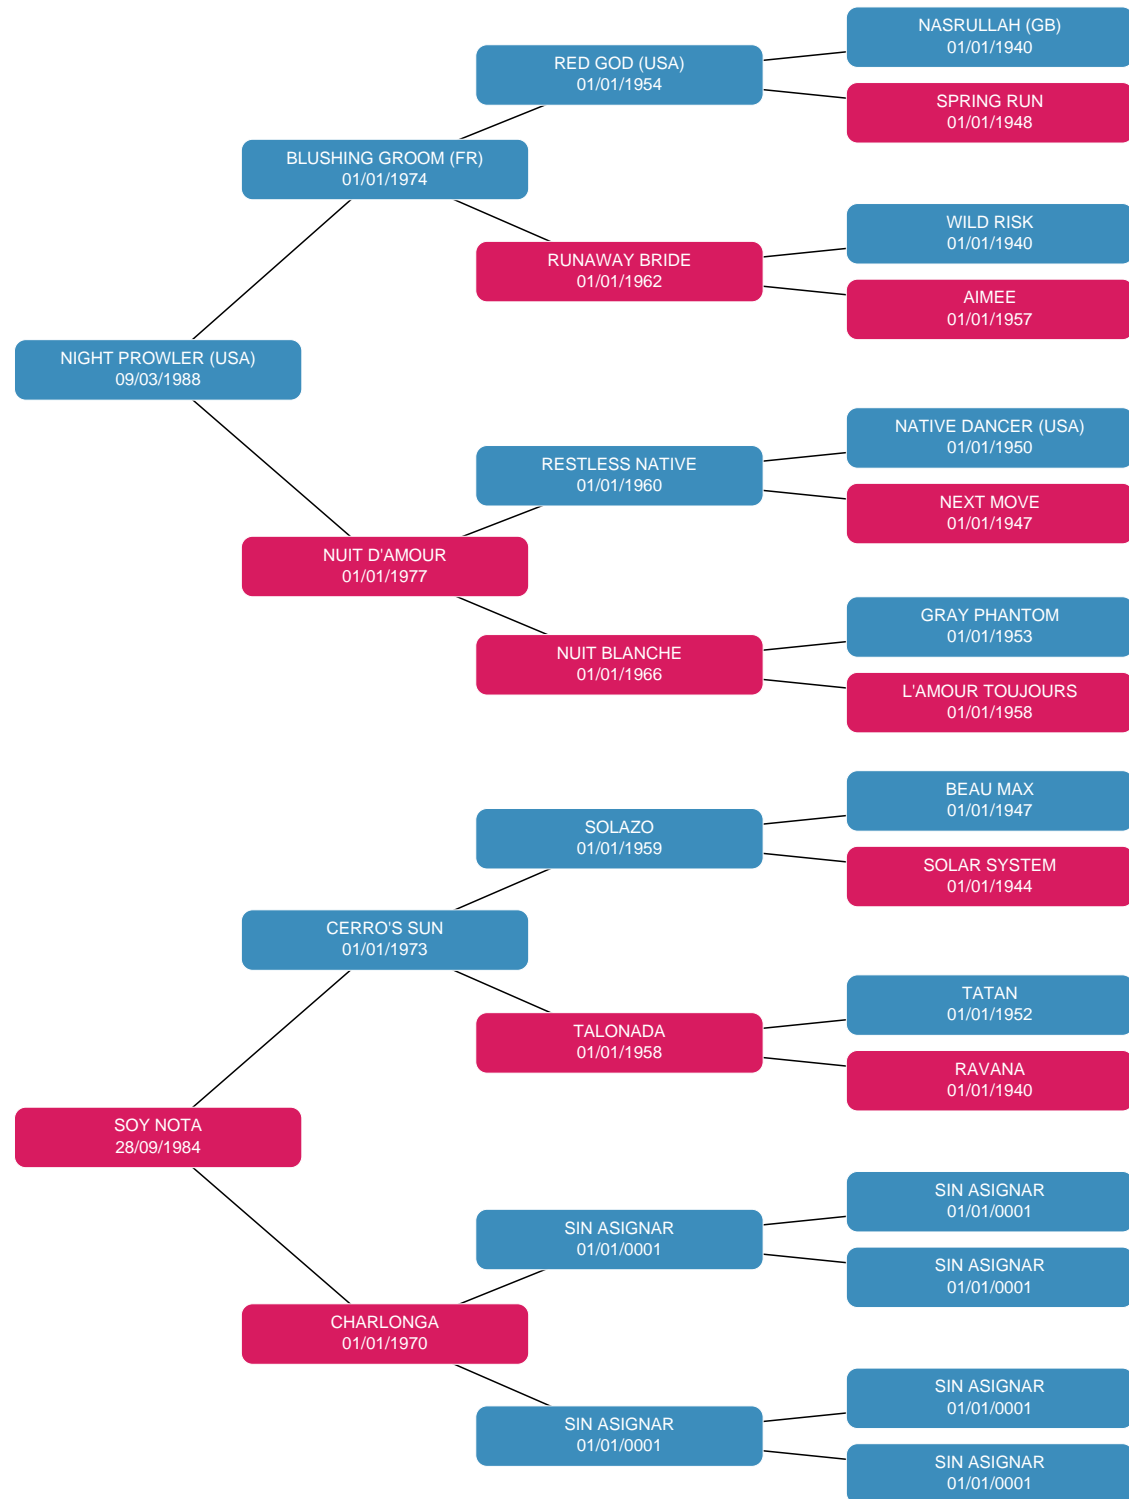 NASRULLAH (GB)
01/01/1940
RED GOD (USA)
01/01/1954
SPRING RUN
01/01/1948
BLUSHING GROOM (FR)
01/01/1974
WILD RISK
01/01/1940
RUNAWAY BRIDE
01/01/1962
AIMEE
01/01/1957
NIGHT PROWLER (USA)
09/03/1988
NATIVE DANCER (USA)
01/01/1950
RESTLESS NATIVE
01/01/1960
NEXT MOVE
01/01/1947
NUIT D'AMOUR
01/01/1977
GRAY PHANTOM
01/01/1953
NUIT BLANCHE
01/01/1966
L'AMOUR TOUJOURS
01/01/1958
BEAU MAX
01/01/1947
SOLAZO
01/01/1959
SOLAR SYSTEM
01/01/1944
CERRO'S SUN
01/01/1973
TATAN
01/01/1952
TALONADA
01/01/1958
RAVANA
01/01/1940
SOY NOTA
28/09/1984
SIN ASIGNAR
01/01/0001
SIN ASIGNAR
01/01/0001
SIN ASIGNAR
01/01/0001
CHARLONGA
01/01/1970
SIN ASIGNAR
01/01/0001
SIN ASIGNAR
01/01/0001
SIN ASIGNAR
01/01/0001